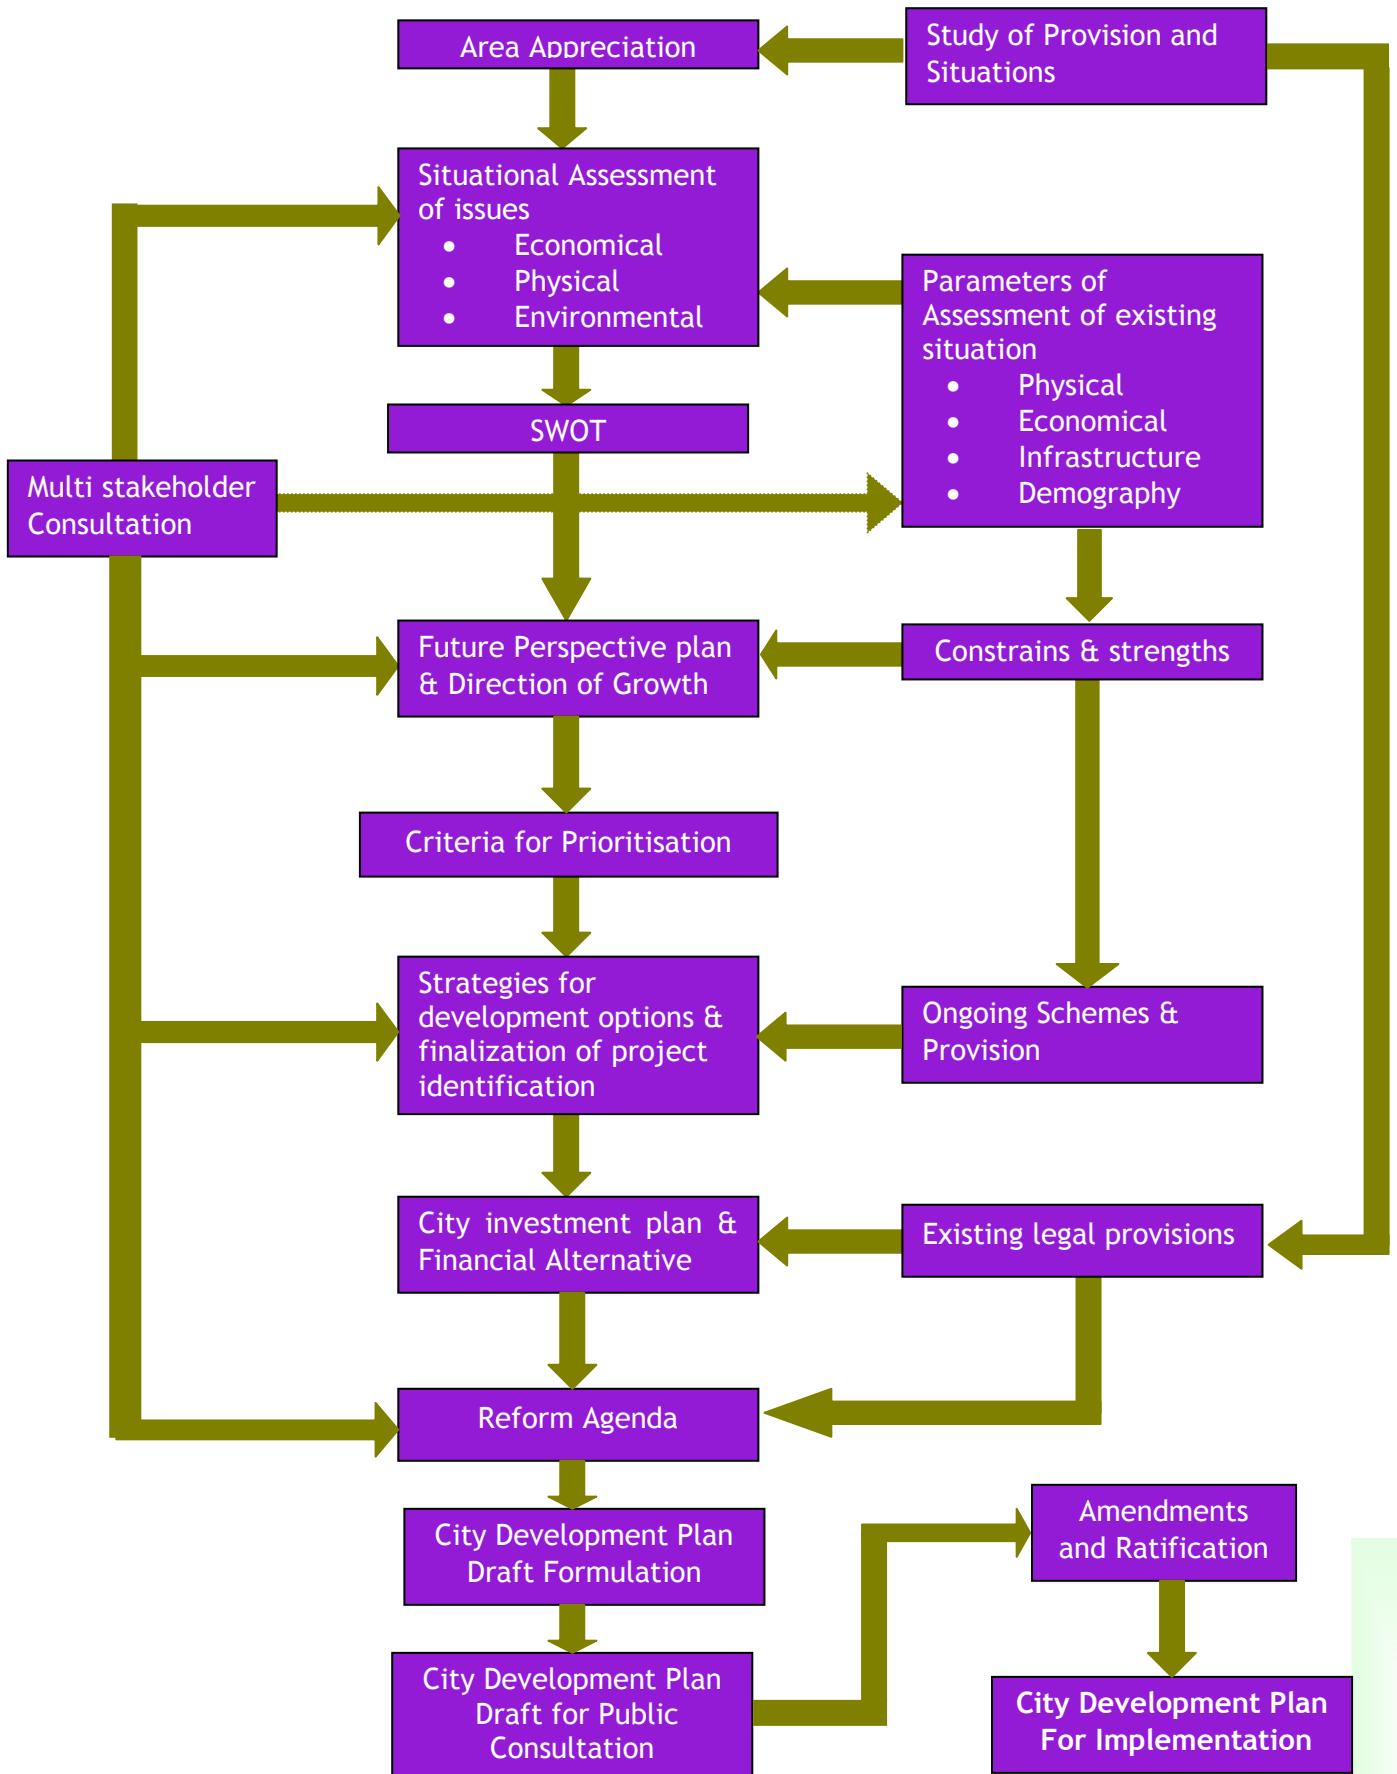 Area Appreciation
Study of Provision and
Situations
Situational Assessment
of issues
• Economical
• Physical
• Environmental
Parameters of
Assessment of existing
situation
• Physical
• Economical
• Infrastructure
• Demography
SWOT
Multi stakeholder
Consultation
Future Perspective plan
& Direction of Growth
Constrains & strengths
Criteria for Prioritisation
Strategies for
development options &
finalization of project
identification
Ongoing Schemes &
Provision
City investment plan &
Financial Alternative
Existing legal provisions
Reform Agenda
City Development Plan
Draft Formulation
Amendments
and Ratification
City Development Plan
Draft for Public
Consultation
City Development Plan
For Implementation